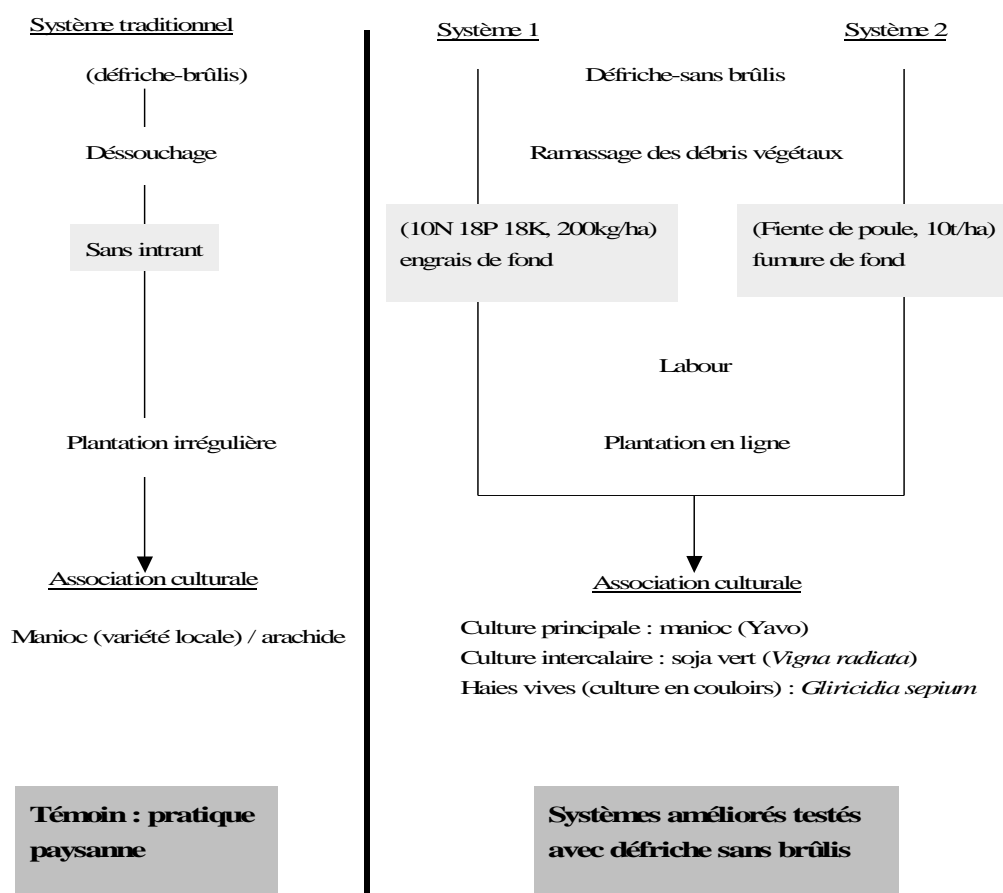 Système traditionnel
(défriche-brûlis)
Déssouchage
Sans intrant
Plantation irrégulière
Association culturale
Manioc (variété locale) / arachide
Témoin : pratique
paysanne
Système 1
Système 2
Défriche-sans brûlis
Ramassage des débris végétaux
(10N 18P 18K, 200kg/ha)
engrais de fond
(Fiente de poule, 10t/ha)
fumure de fond
Labour
Plantation en ligne
Association culturale
Culture principale : manioc (Yavo)
Culture intercalaire : soja vert (Vigna radiata)
Haies vives (culture en couloirs) : Gliricidia sepium
Systèmes améliorés testés
avec défriche sans brûlis